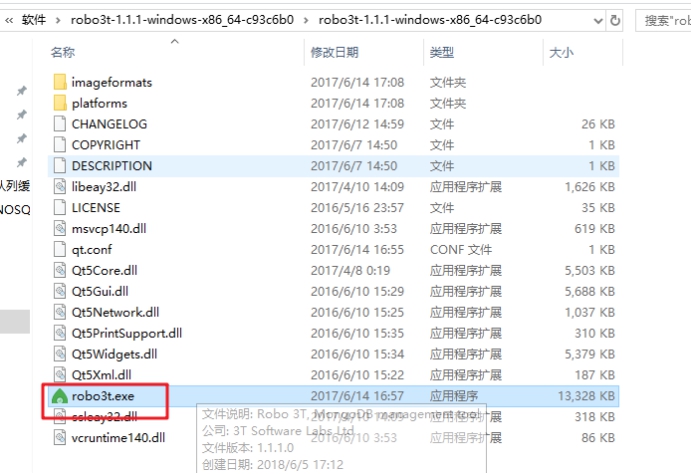 « 软件 › robo3t-1.1.1-windows-x86_64-c93c6b0 › robo3t-1.1.1-windows-x86_64-c93c6b0 搜索"robo
名称 修改日期 类型 大小
imageformats 2017/6/14 17:08 文件夹
platforms 2017/6/14 17:08 文件夹
CHANGELOG 2017/6/12 14:59 文件 26 KB
COPYRIGHT 2017/6/7 14:50 文件 1 KB
DESCRIPTION 2017/6/7 14:50 文件 1 KB
队列缓 libeay32.dll 2017/4/10 14:09 应用程序扩展 1,626 KB
NOSQ LICENSE 2016/5/16 23:57 文件 35 KB
msvcp140.dll 2016/6/10 3:53 应用程序扩展 619 KB
qt.conf 2017/6/14 16:55 CONF 文件 1 KB
Qt5Core.dll 2017/4/8 0:19 应用程序扩展 5,503 KB
Qt5Gui.dll 2016/6/10 15:29 应用程序扩展 5,688 KB
Qt5Network.dll 2016/6/10 15:29 应用程序扩展 1,037 KB
Qt5PrintSupport.dll 2016/6/10 15:35 应用程序扩展 310 KB
Qt5Widgets.dll 2016/6/10 15:34 应用程序扩展 5,379 KB
Qt5Xml.dll 2016/6/10 15:22 应用程序扩展 187 KB
robo3t.exe 2017/6/14 16:57 应用程序 13,328 KB
ssleay32.dll 2017/4/10 14:09 应用程序扩展 318 KB
vcruntime140.dll 2016/6/10 3:53 应用程序扩展 86 KB
文件说明: Robo 3T, MongoDB management tool
公司: 3T Software Labs Ltd
文件版本: 1.1.1.0
创建日期: 2018/6/5 17:12